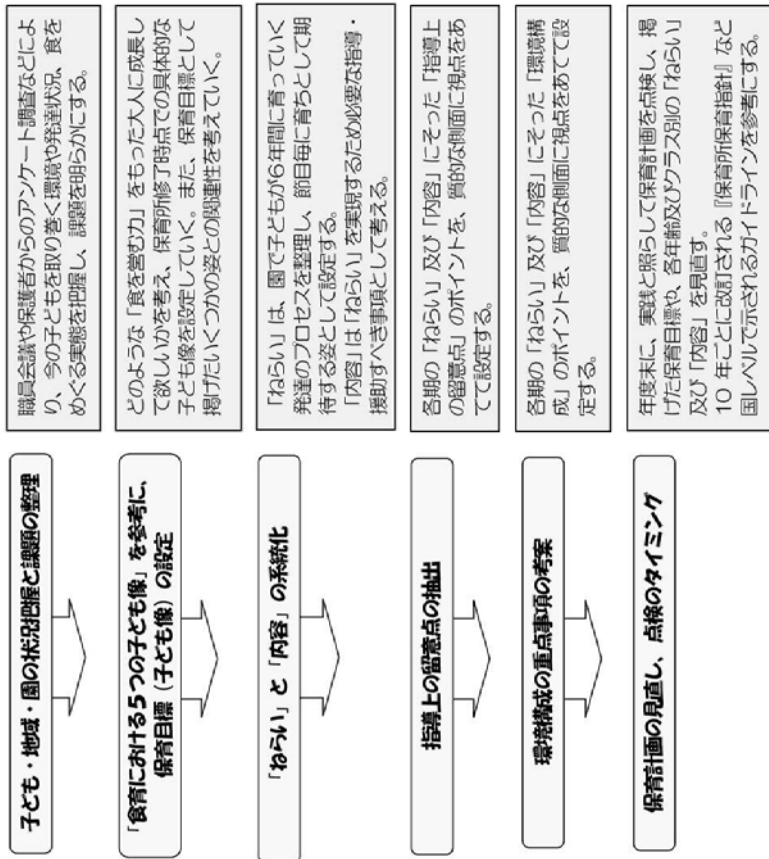 子ども・地域・園の状況把握と課題の整理
職員会議や保護者からのアンケート調査などによ
り、今の子どもを取り巻く環境や発達状況、食を
めぐる実態を把握し、課題を明らかにする。
「食育における5つの子ども像」を参考に、
保育目標（子ども像）の設定
どのような「食を営む力」をもった大人に成長し
て欲しいかを考え、保育所修了時点での具体的な
子ども像を設定していく。また、保育目標として
掲げたいくつかの姿との関連性を考えていく。
「ねらい」と「内容」の系統化
「ねらい」は、園で子どもが6年間に育っていく
発達のプロセスを整理し、節目毎に育ちとして期
待する姿として設定する。
「内容」は「ねらい」を実現するため必要な指導・
援助すべき事項として考える。
指導上の留意点の抽出
各期の「ねらい」及び「内容」にそった「指導上
の留意点」のポイントを、質的な側面に視点をあ
てて設定する。
環境構成の重点事項の考案
各期の「ねらい」及び「内容」にそった「環境構
成」のポイントを、質的な側面に視点をあてて設
定する。
保育計画の見直し、点検のタイミング
年度末に、実践と照らして保育計画を点検し、掲
げた保育目標や、各年齢及びクラス別の「ねらい」
及び「内容」を見直す。
10年ごとに改訂される『保育所保育指針』など
国レベルで示されるガイドラインを参考にする。